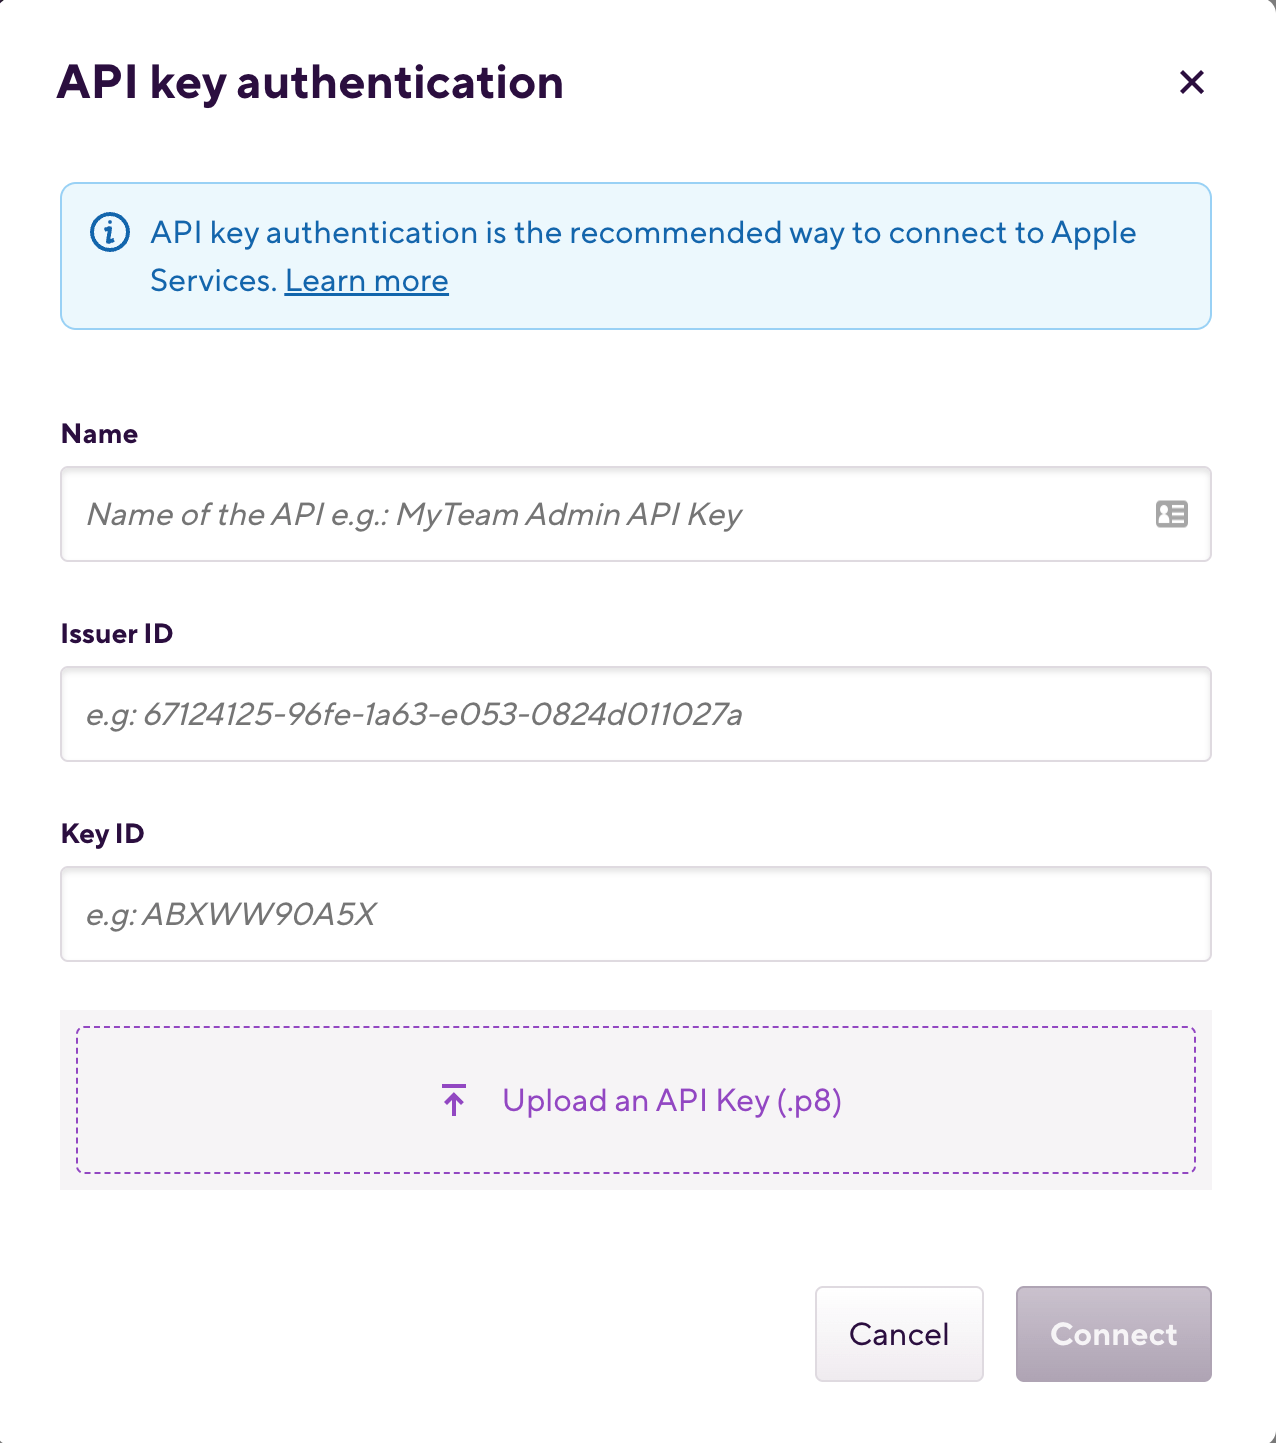 API key authentication
API key authentication is the recommended way to connect to Apple
Services. Learn more
Name
Name of the API e.g.: MyTeam Admin API Key
Issuer ID
e.g: 67124125-96fe-1a63-e053-0824d011027a
Key ID
e.g: ABXWW90A5X
Upload an API Key (.p8)
Cancel
Connect